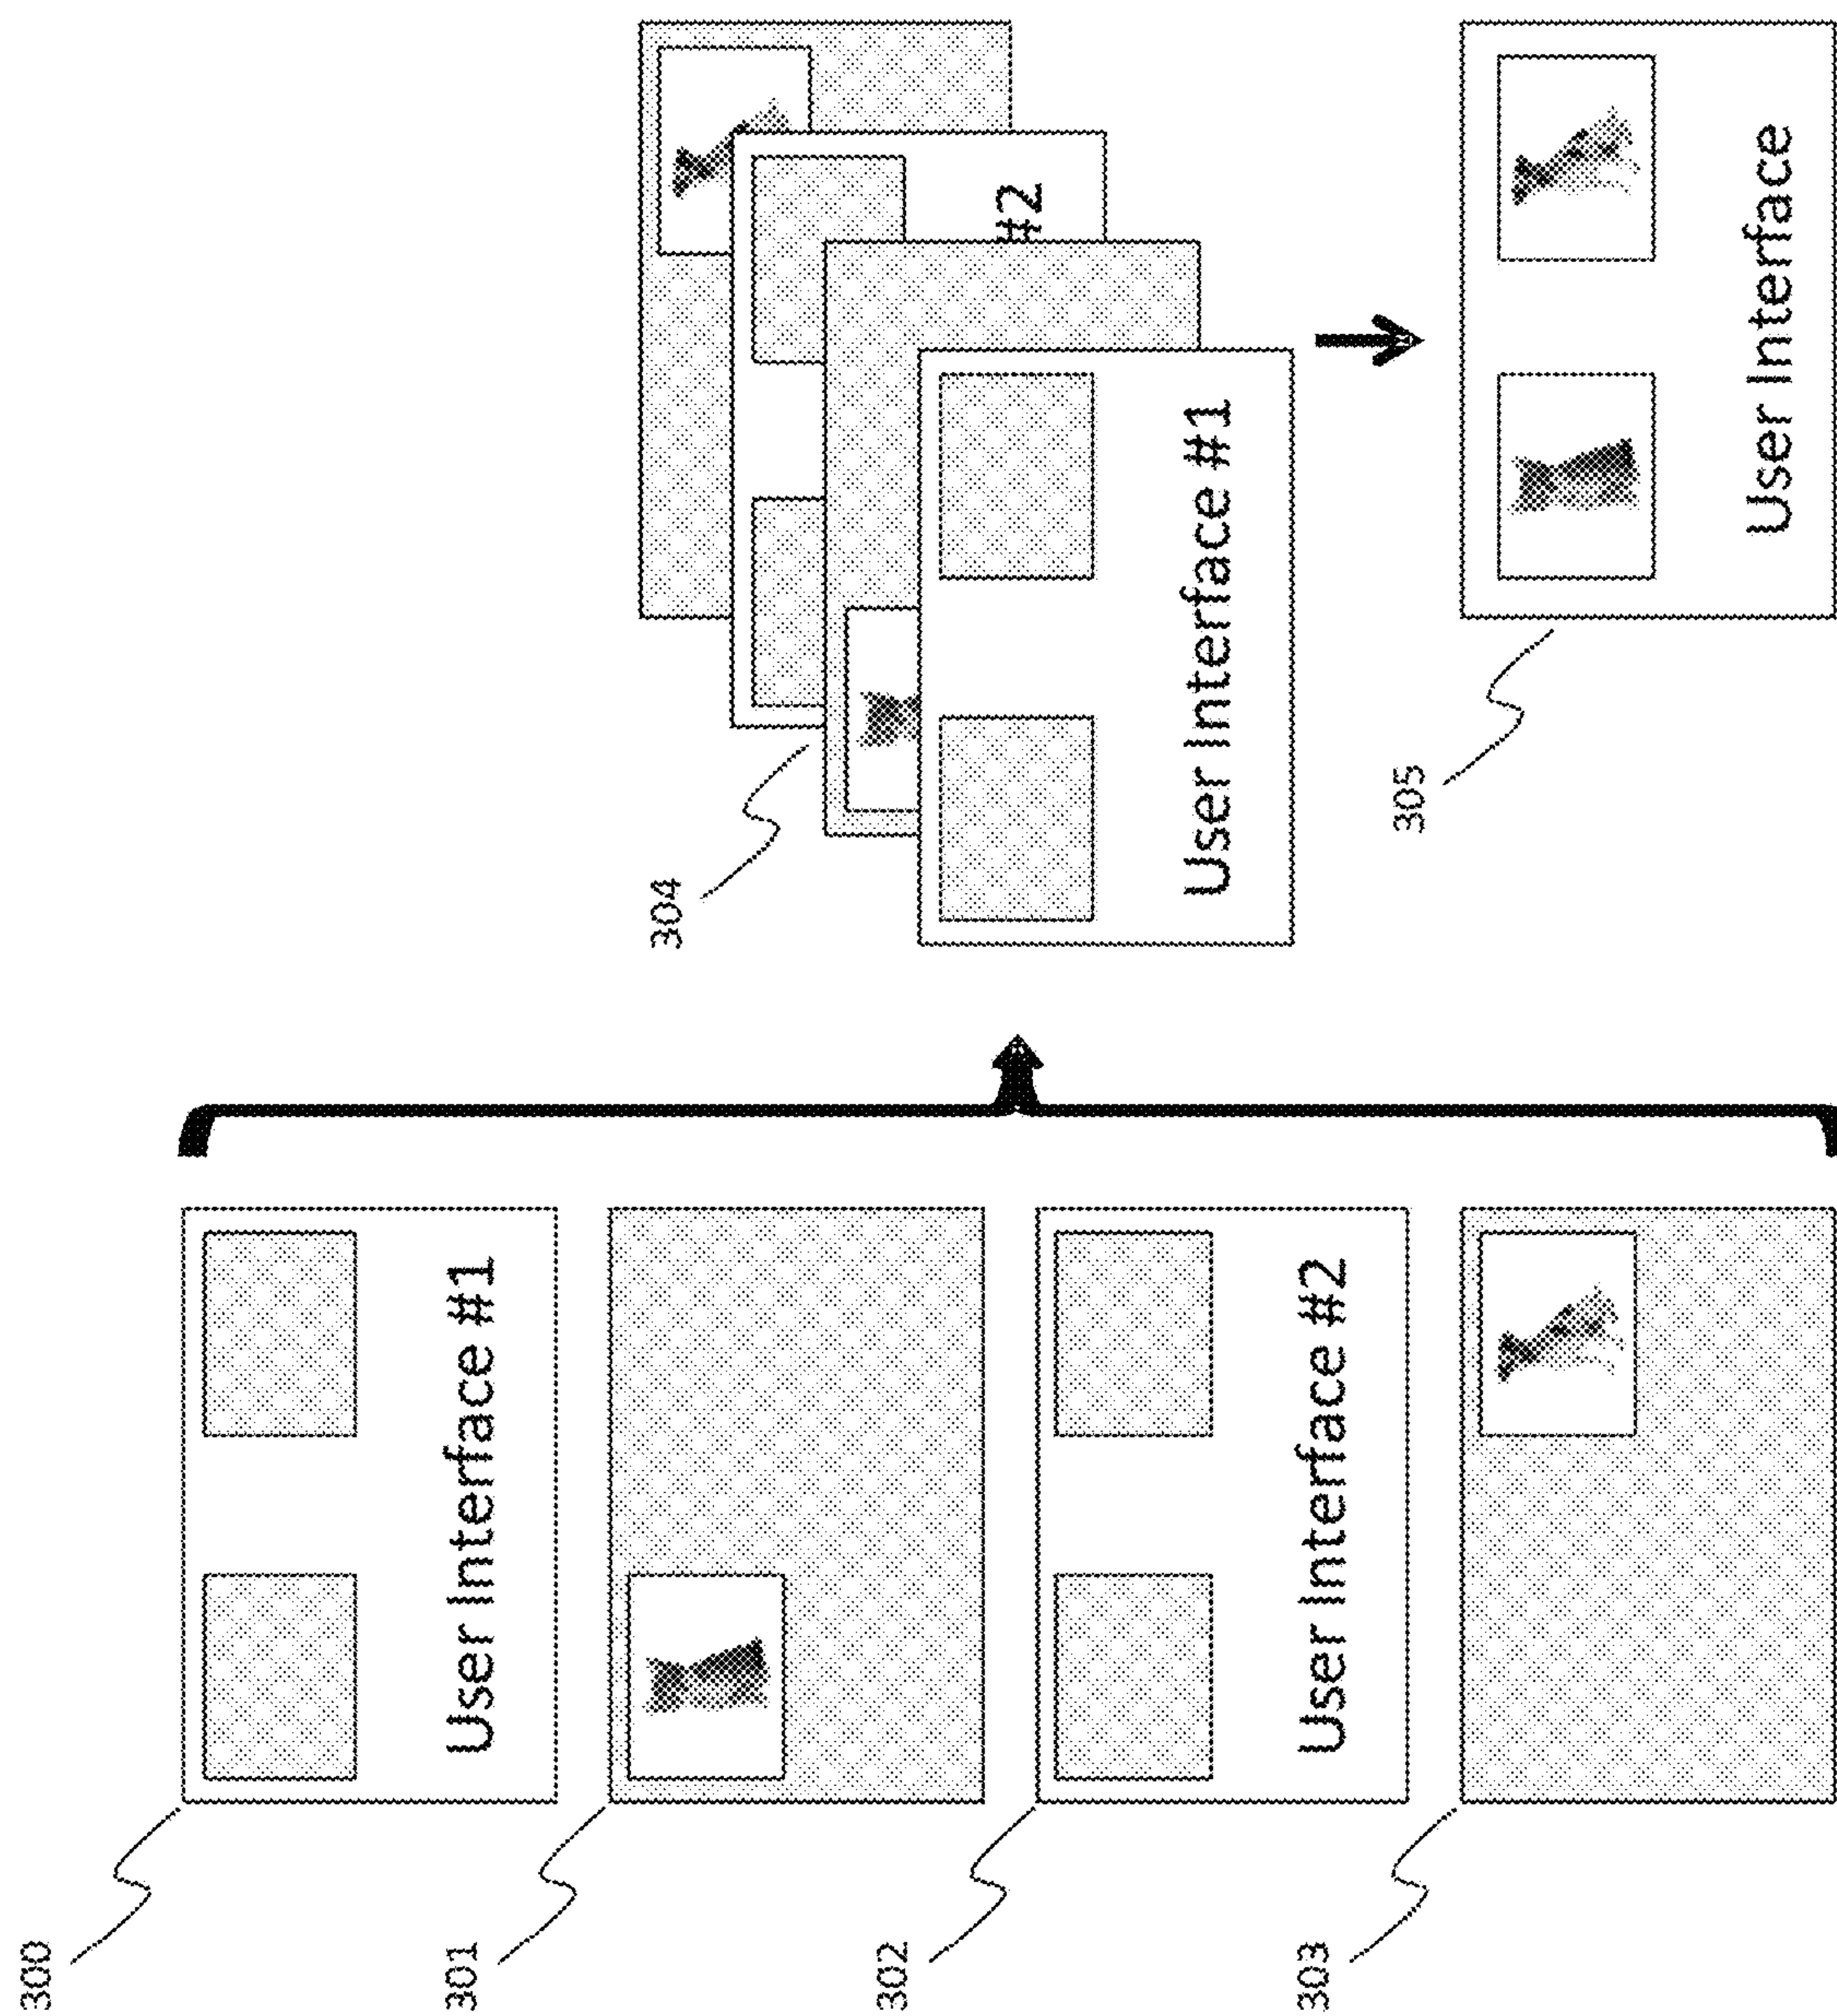 300
User Interface #1
301
302
User Interface #2
303
304
#2
User Interface #1
305
User Interface